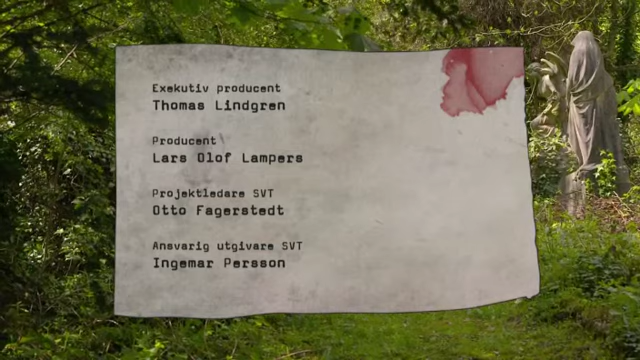 Exekutiv producent
Thomas Lindgren
Producent
Lars Olof Lampers
Projektledare SVT
Otto Fagerstedt
Ansvarig utgivare SVT
Ingemar Persson